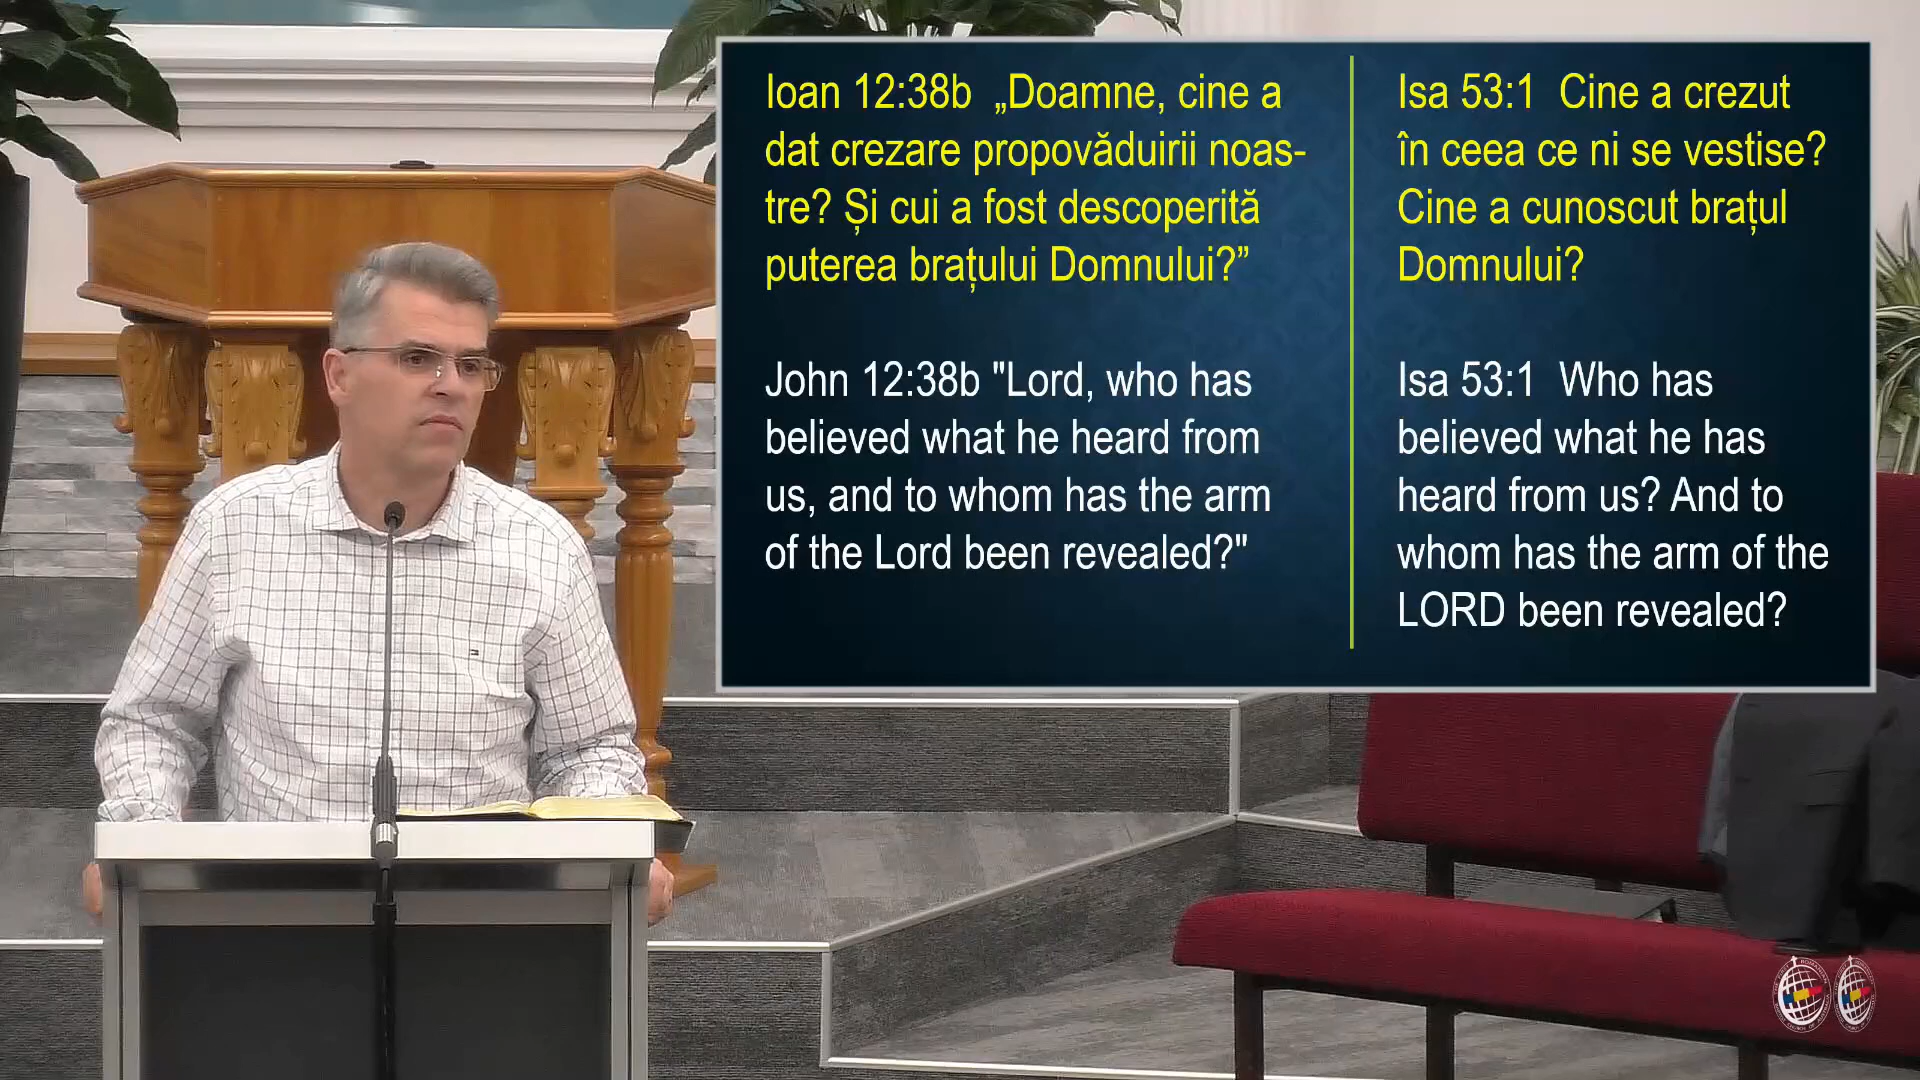 Ioan 12:38b „Doamne, cine a
dat crezare propovăduirii noas-
tre? Și cui a fost descoperită
puterea brațului Domnului?”
John 12:38b "Lord, who has
believed what he heard from
us, and to whom has the arm
of the Lord been revealed?"
Isa 53:1 Cine a crezut
în ceea ce ni se vestise?
Cine a cunoscut brațul
Domnului?
Isa 53:1 Who has
believed what he has
heard from us? And to
whom has the arm of the
LORD been revealed?